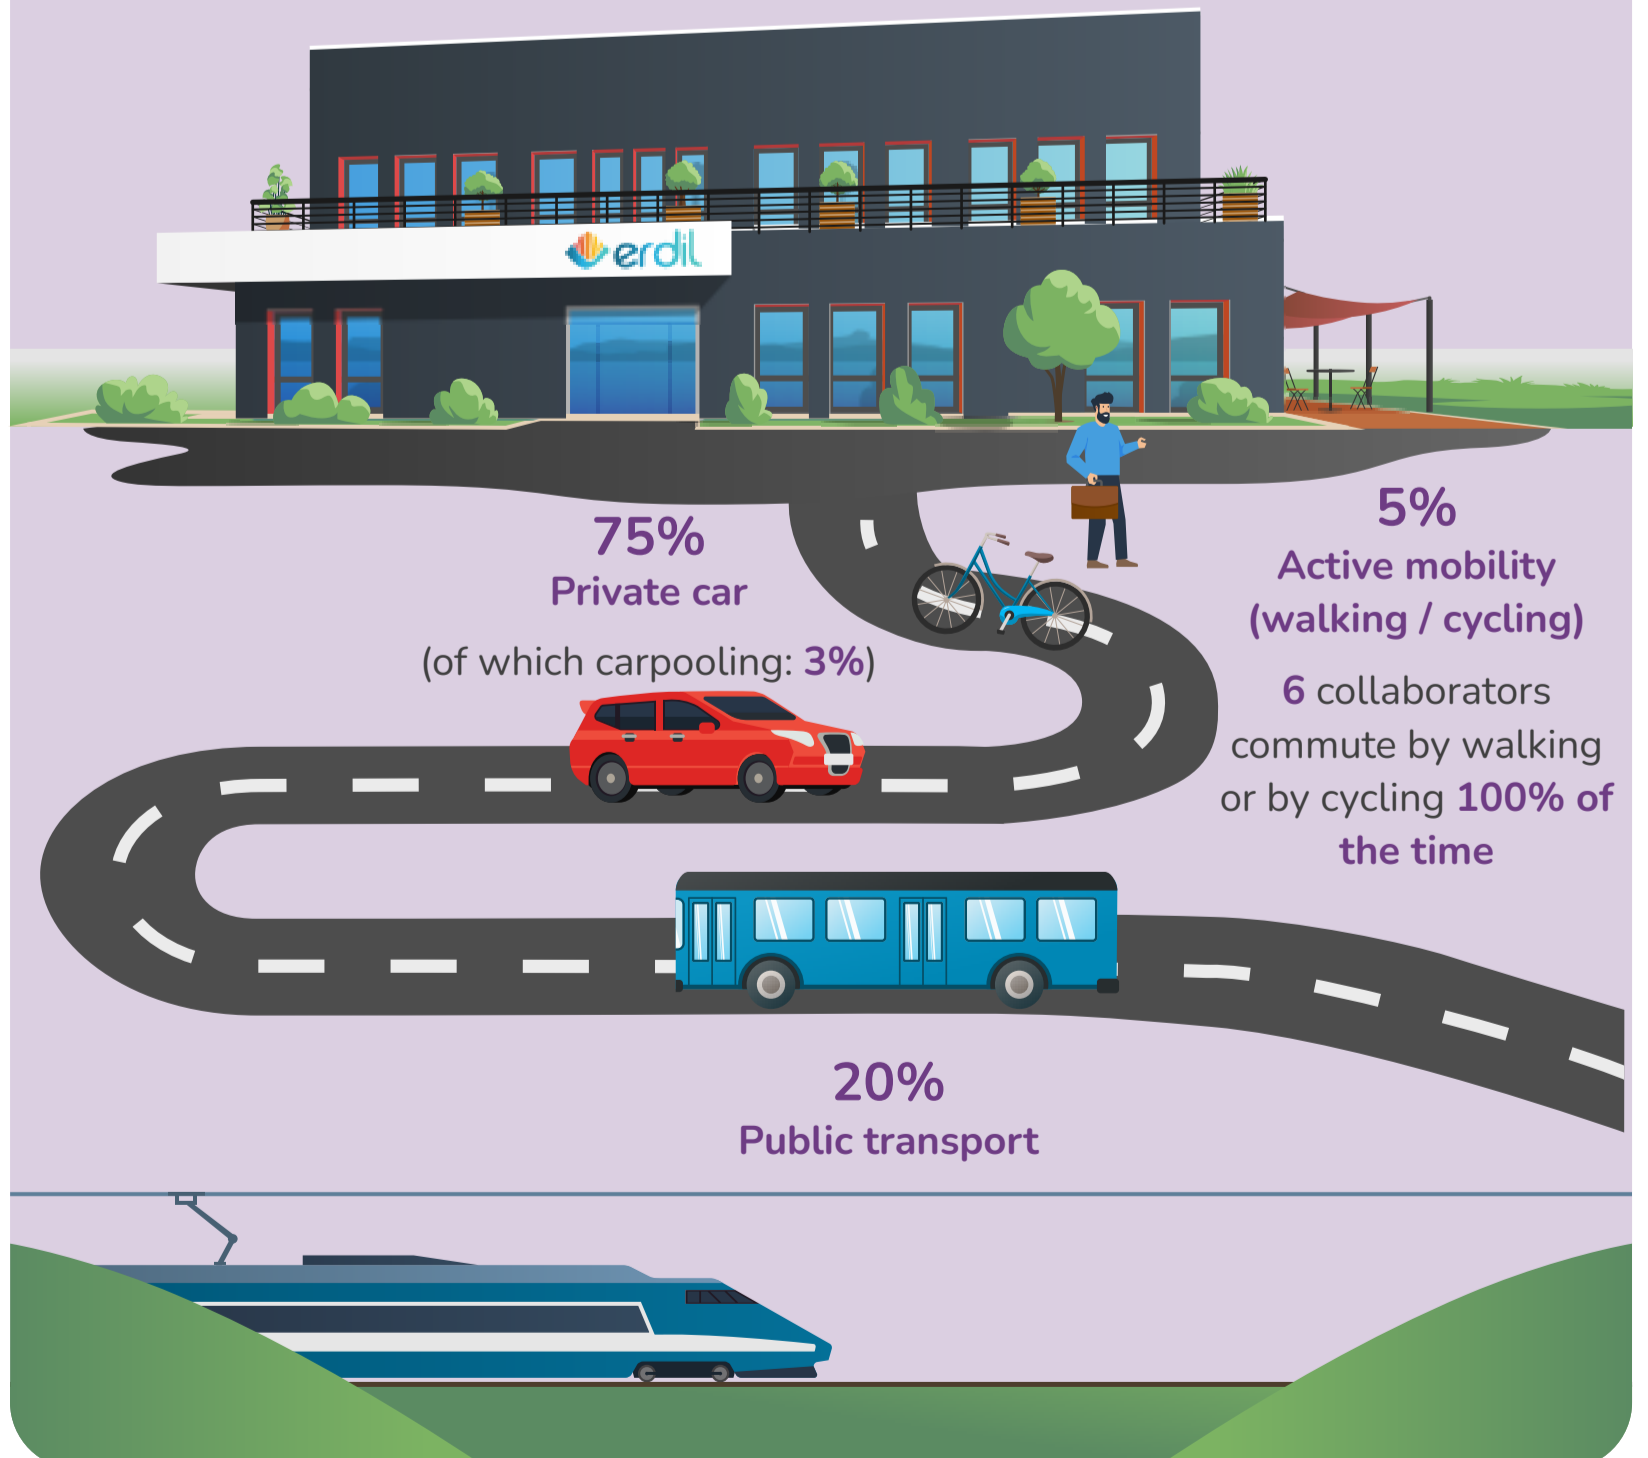 erdil
75%
Private car
(of which carpooling: 3%)
5%
Active mobility
(walking / cycling)
6 collaborators
commute by walking
or by cycling 100% of
the time
20%
Public transport